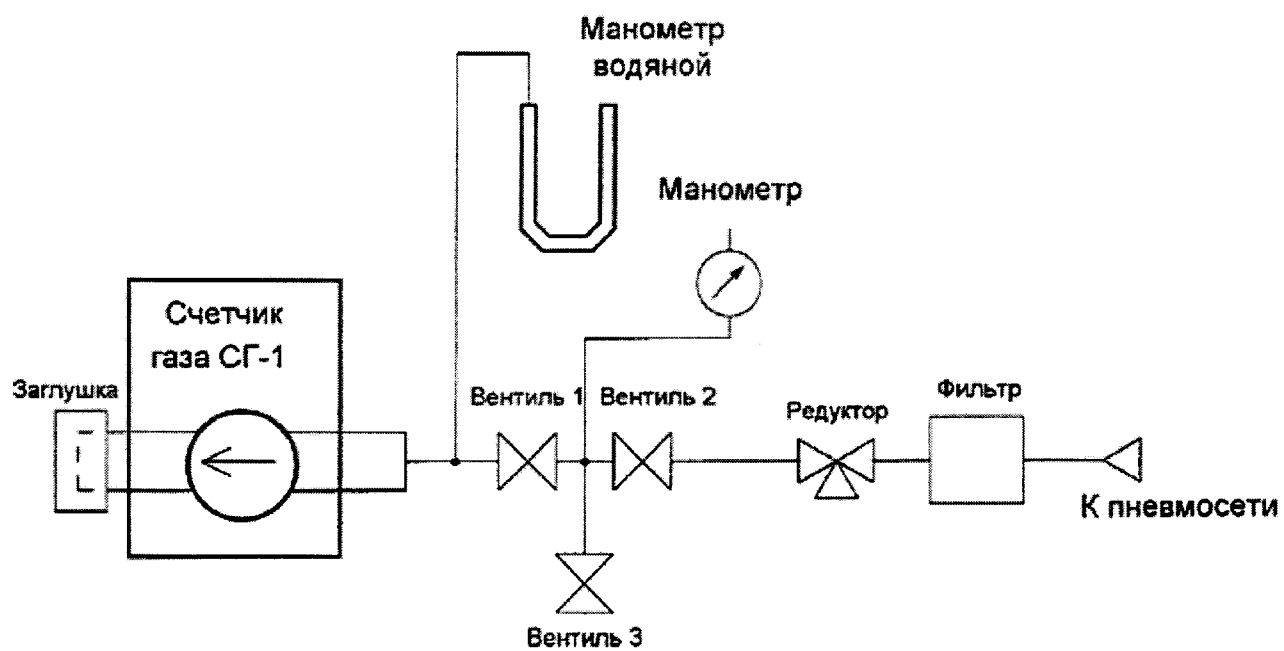 Манометр
водяной
Манометр
Счетчик
газа СГ-1
Заглушка
Вентиль 1
Вентиль 2
Редуктор
Фильтр
К пневмосети
Вентиль 3